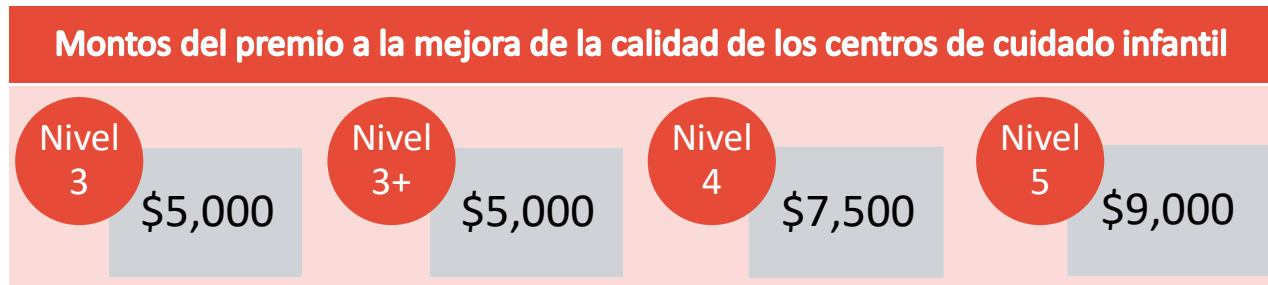 Montos del premio a la mejora de la calidad de los centros de cuidado infantil
Nivel
3
$5,000
Nivel
3+
$5,000
Nivel
4
$7,500
Nivel
5
$9,000